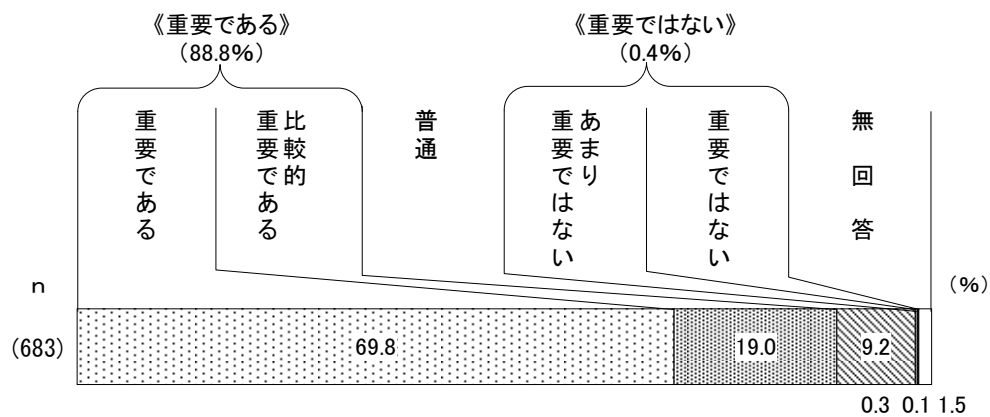 《重要である》
(88.8%)
《重要ではない》
(0.4%)
重要である
比較的
重要である
普通
あまり
重要ではない
重要ではない
無回答
n
(%)
(683)
69.8
19.0
9.2
0.3
0.1
1.5